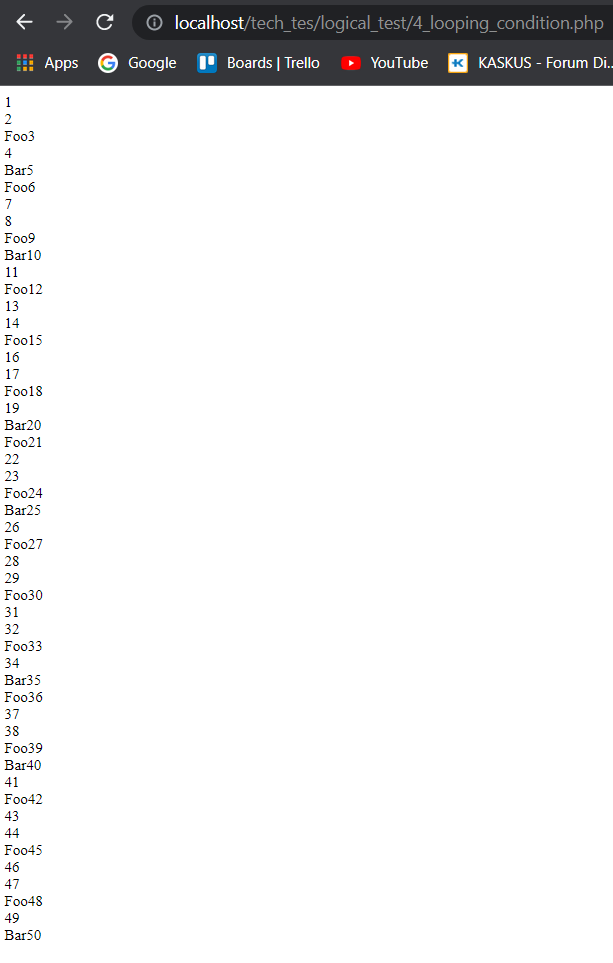 localhost/tech_tes/logical_test/4_looping_condition.php
Apps Google Boards | Trello YouTube KASKUS - Forum Di...
1
2
Foo3
4
Bar5
Foo6
7
8
Foo9
Bar10
11
Foo12
13
14
Foo15
16
17
Foo18
19
Bar20
Foo21
22
23
Foo24
Bar25
26
Foo27
28
29
Foo30
31
32
Foo33
34
Bar35
Foo36
37
38
Foo39
Bar40
41
Foo42
43
44
Foo45
46
47
Foo48
49
Bar50